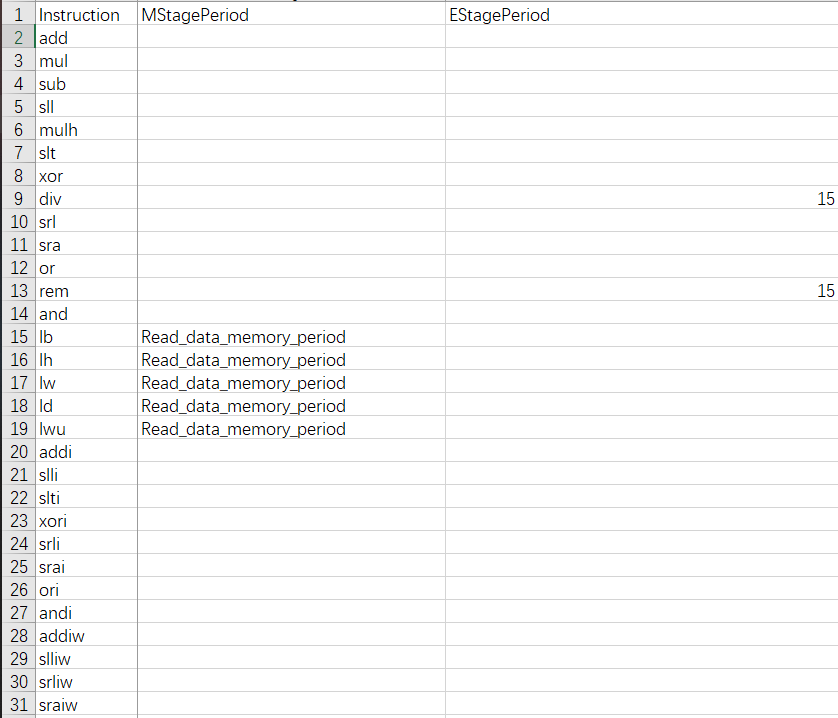 1 Instruction MStagePeriod EStagePeriod
2 add
3 mul
4 sub
5 sll
6 mulh
7 slt
8 xor
9 div 15
10 srl
11 sra
12 or
13 rem 15
14 and
15 lb Read_data_memory_period
16 lh Read_data_memory_period
17 lw Read_data_memory_period
18 ld Read_data_memory_period
19 lwu Read_data_memory_period
20 addi
21 slli
22 slti
23 xori
24 srli
25 srai
26 ori
27 andi
28 addiw
29 slliw
30 srliw
31 sraiw